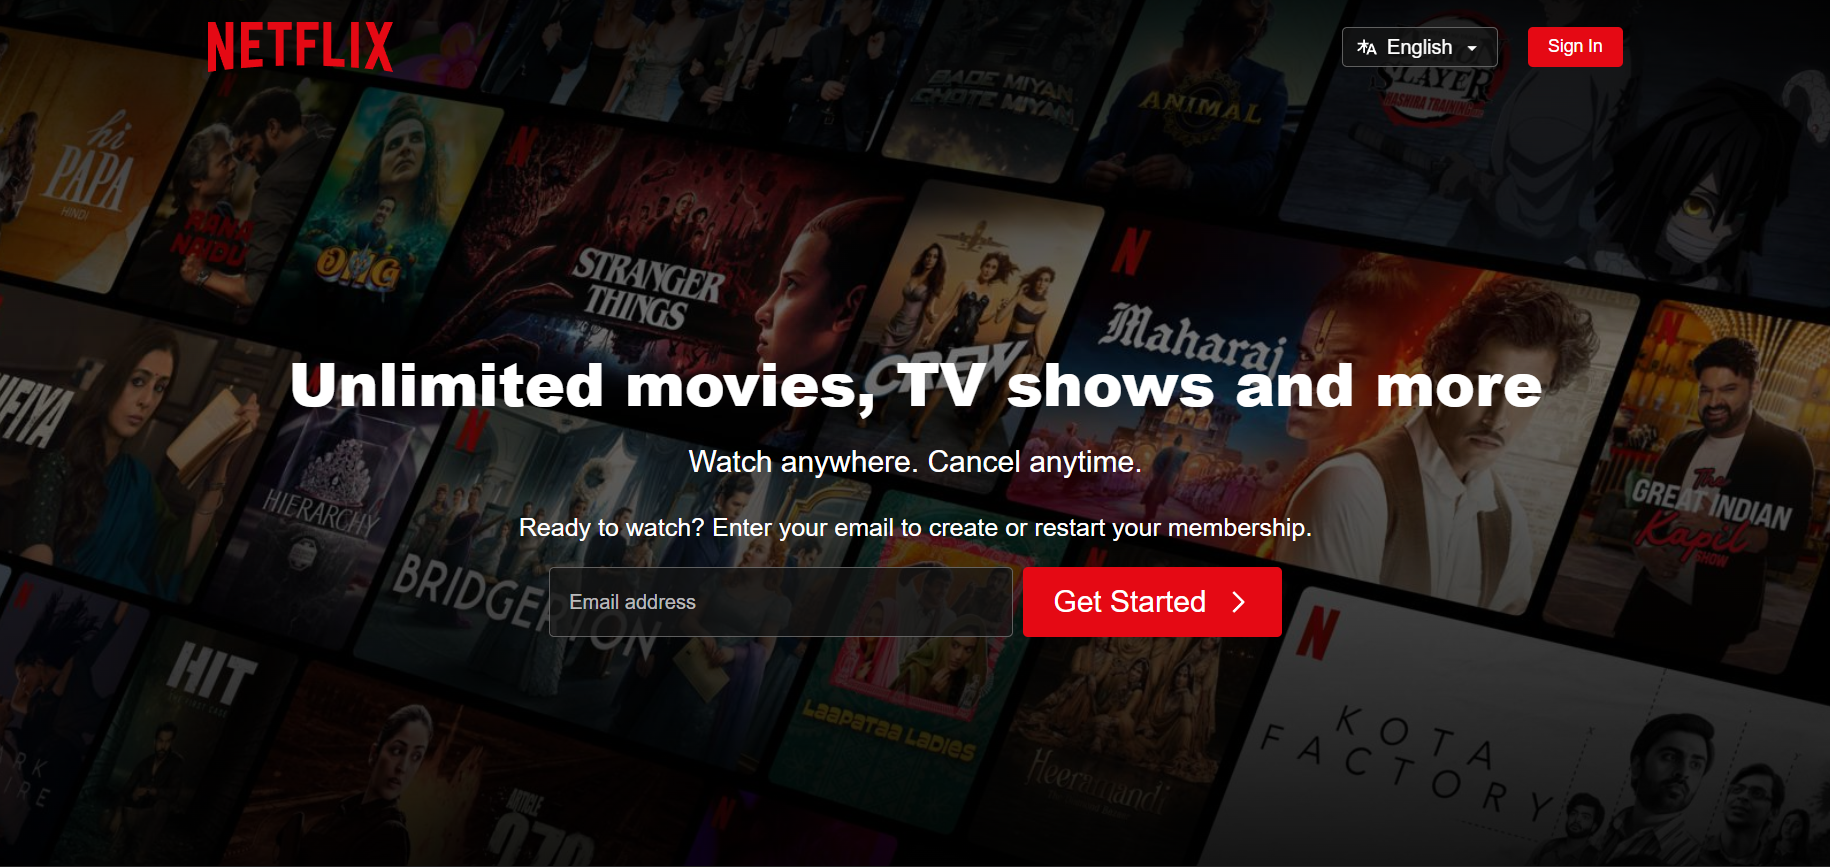 NETFLIX
English
Sign In
BADE MIYAN
CHOTE MIYAN
ANIMAL
SLAYER
HASHIRA TRAINING
hi
PAPA
HINDI
RANA
NAIDU
OMG
STRANGER
THINGS
CREW
Maharaj
Unlimited movies, TV shows and more
Watch anywhere. Cancel anytime.
Ready to watch? Enter your email to create or restart your membership.
Email address
Get Started
HIERARCHY
BRIDGERTON
The
GREAT INDIAN
Kapil
SHOW
HIT
THE FIRST CASE
LAAPATAA LADIES
Heeramandi
KOTA
FACTORY
ARTICLE
370